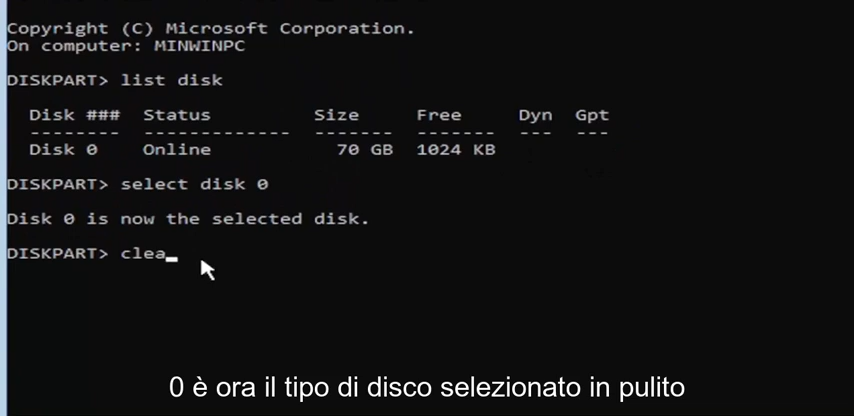 Copyright (C) Microsoft Corporation.
On computer: MINWINPC
DISKPART> list disk
Disk ### Status Size Free Dyn Gpt
-------- ------------- ------- ------- --- ---
Disk 0 Online 70 GB 1024 KB
DISKPART> select disk 0
Disk 0 is now the selected disk.
DISKPART> clea_
0 è ora il tipo di disco selezionato in pulito